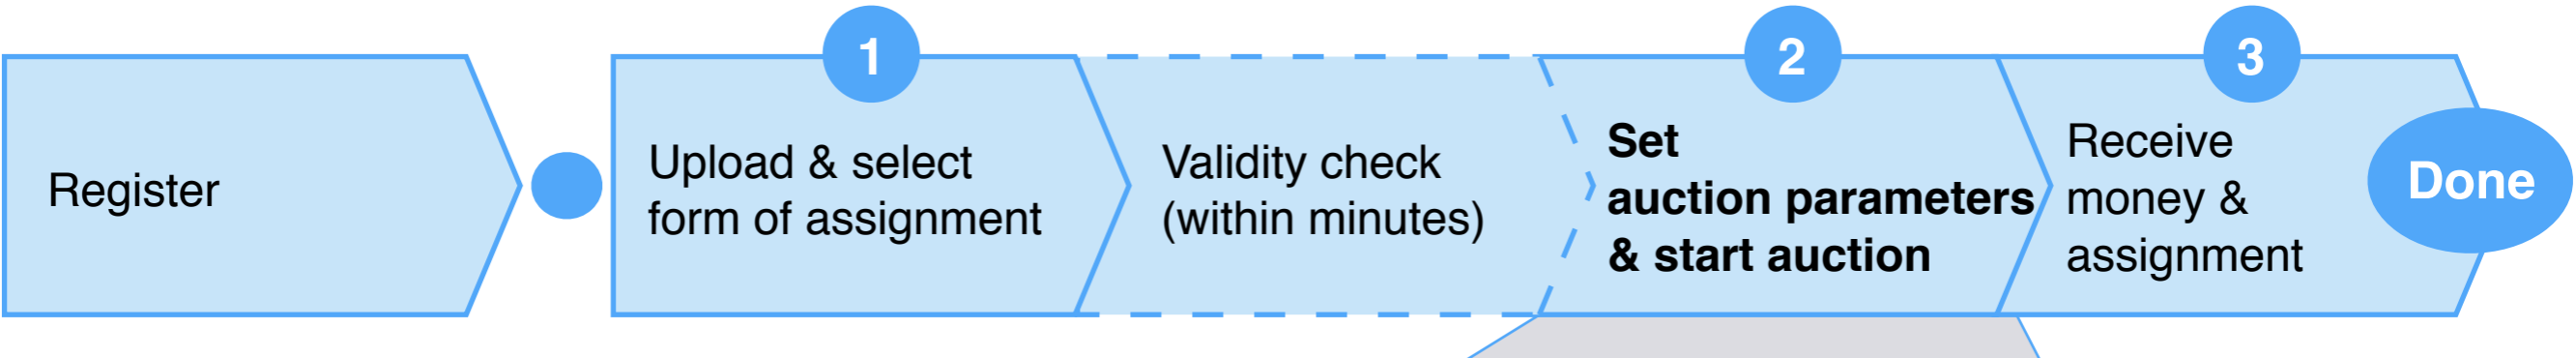 Register
1
Upload & select
form of assignment
Validity check
(within minutes)
2
Set
auction parameters
& start auction
3
Receive
money &
assignment
Done